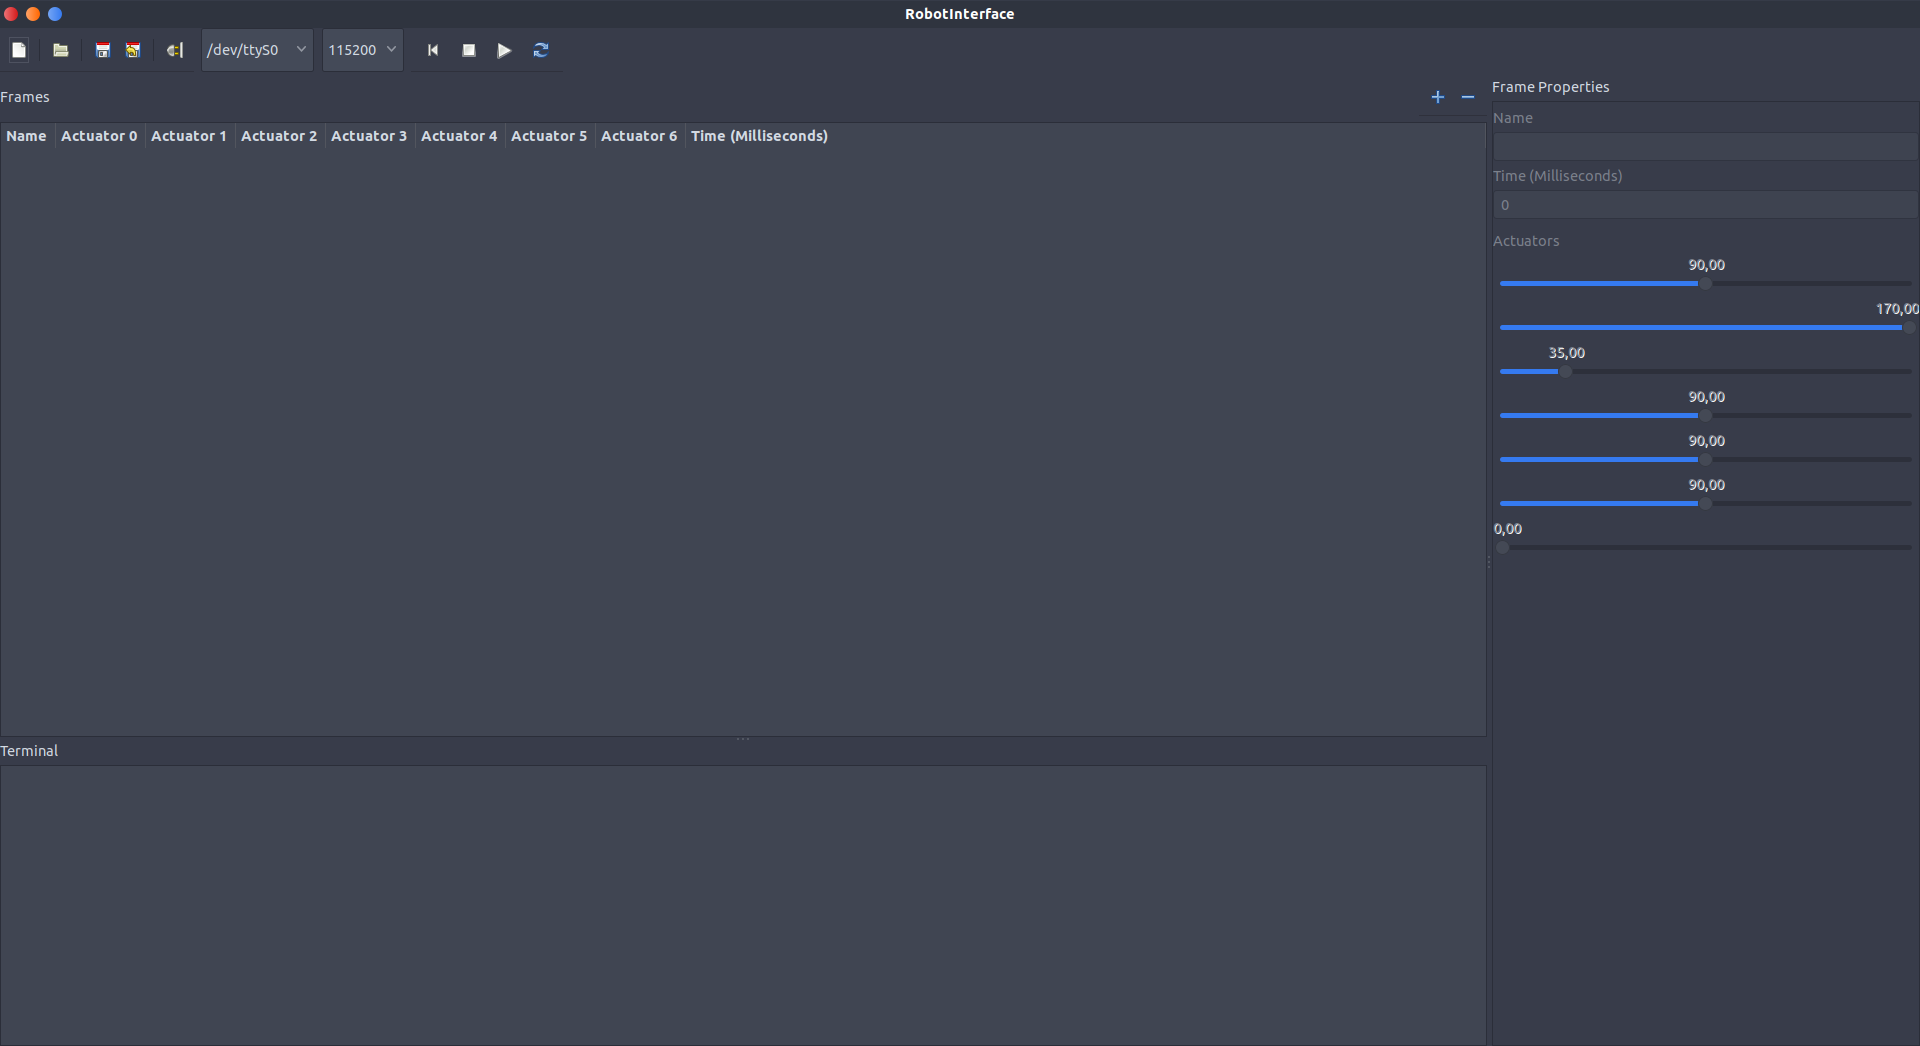 RobotInterface
/dev/ttyS0 115200
Frames
Name Actuator 0 Actuator 1 Actuator 2 Actuator 3 Actuator 4 Actuator 5 Actuator 6 Time (Milliseconds)
Terminal
Frame Properties
Name
Time (Milliseconds)
0
Actuators
90,00
170,00
35,00
90,00
90,00
90,00
0,00